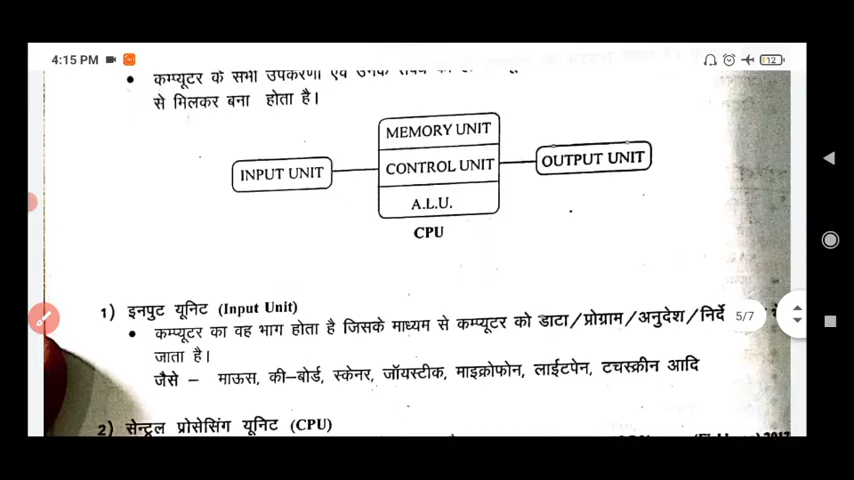 4:15 PM
12
कम्प्यूटर के सभी उपकरणों एवं उनके
से मिलकर बना होता है।
MEMORY UNIT
INPUT UNIT
CONTROL UNIT
OUTPUT UNIT
A.L.U.
CPU
1) इनपुट यूनिट (Input Unit)
कम्प्यूटर का वह भाग होता है जिसके माध्यम से कम्प्यूटर को डाटा/प्रोग्राम/अनुदेश/निर्दे
5/7
जाता है।
जैसे – माऊस, की–बोर्ड, स्केनर, जॉयस्टीक, माइक्रोफोन, लाईटपेन, टचस्क्रीन आदि
2) सेन्ट्रल प्रोसेसिंग यूनिट (CPU)